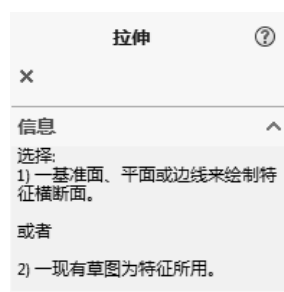 拉伸
信息
选择:
1) 一基准面、平面或边线来绘制特
征横断面。
或者
2) 一现有草图为特征所用。